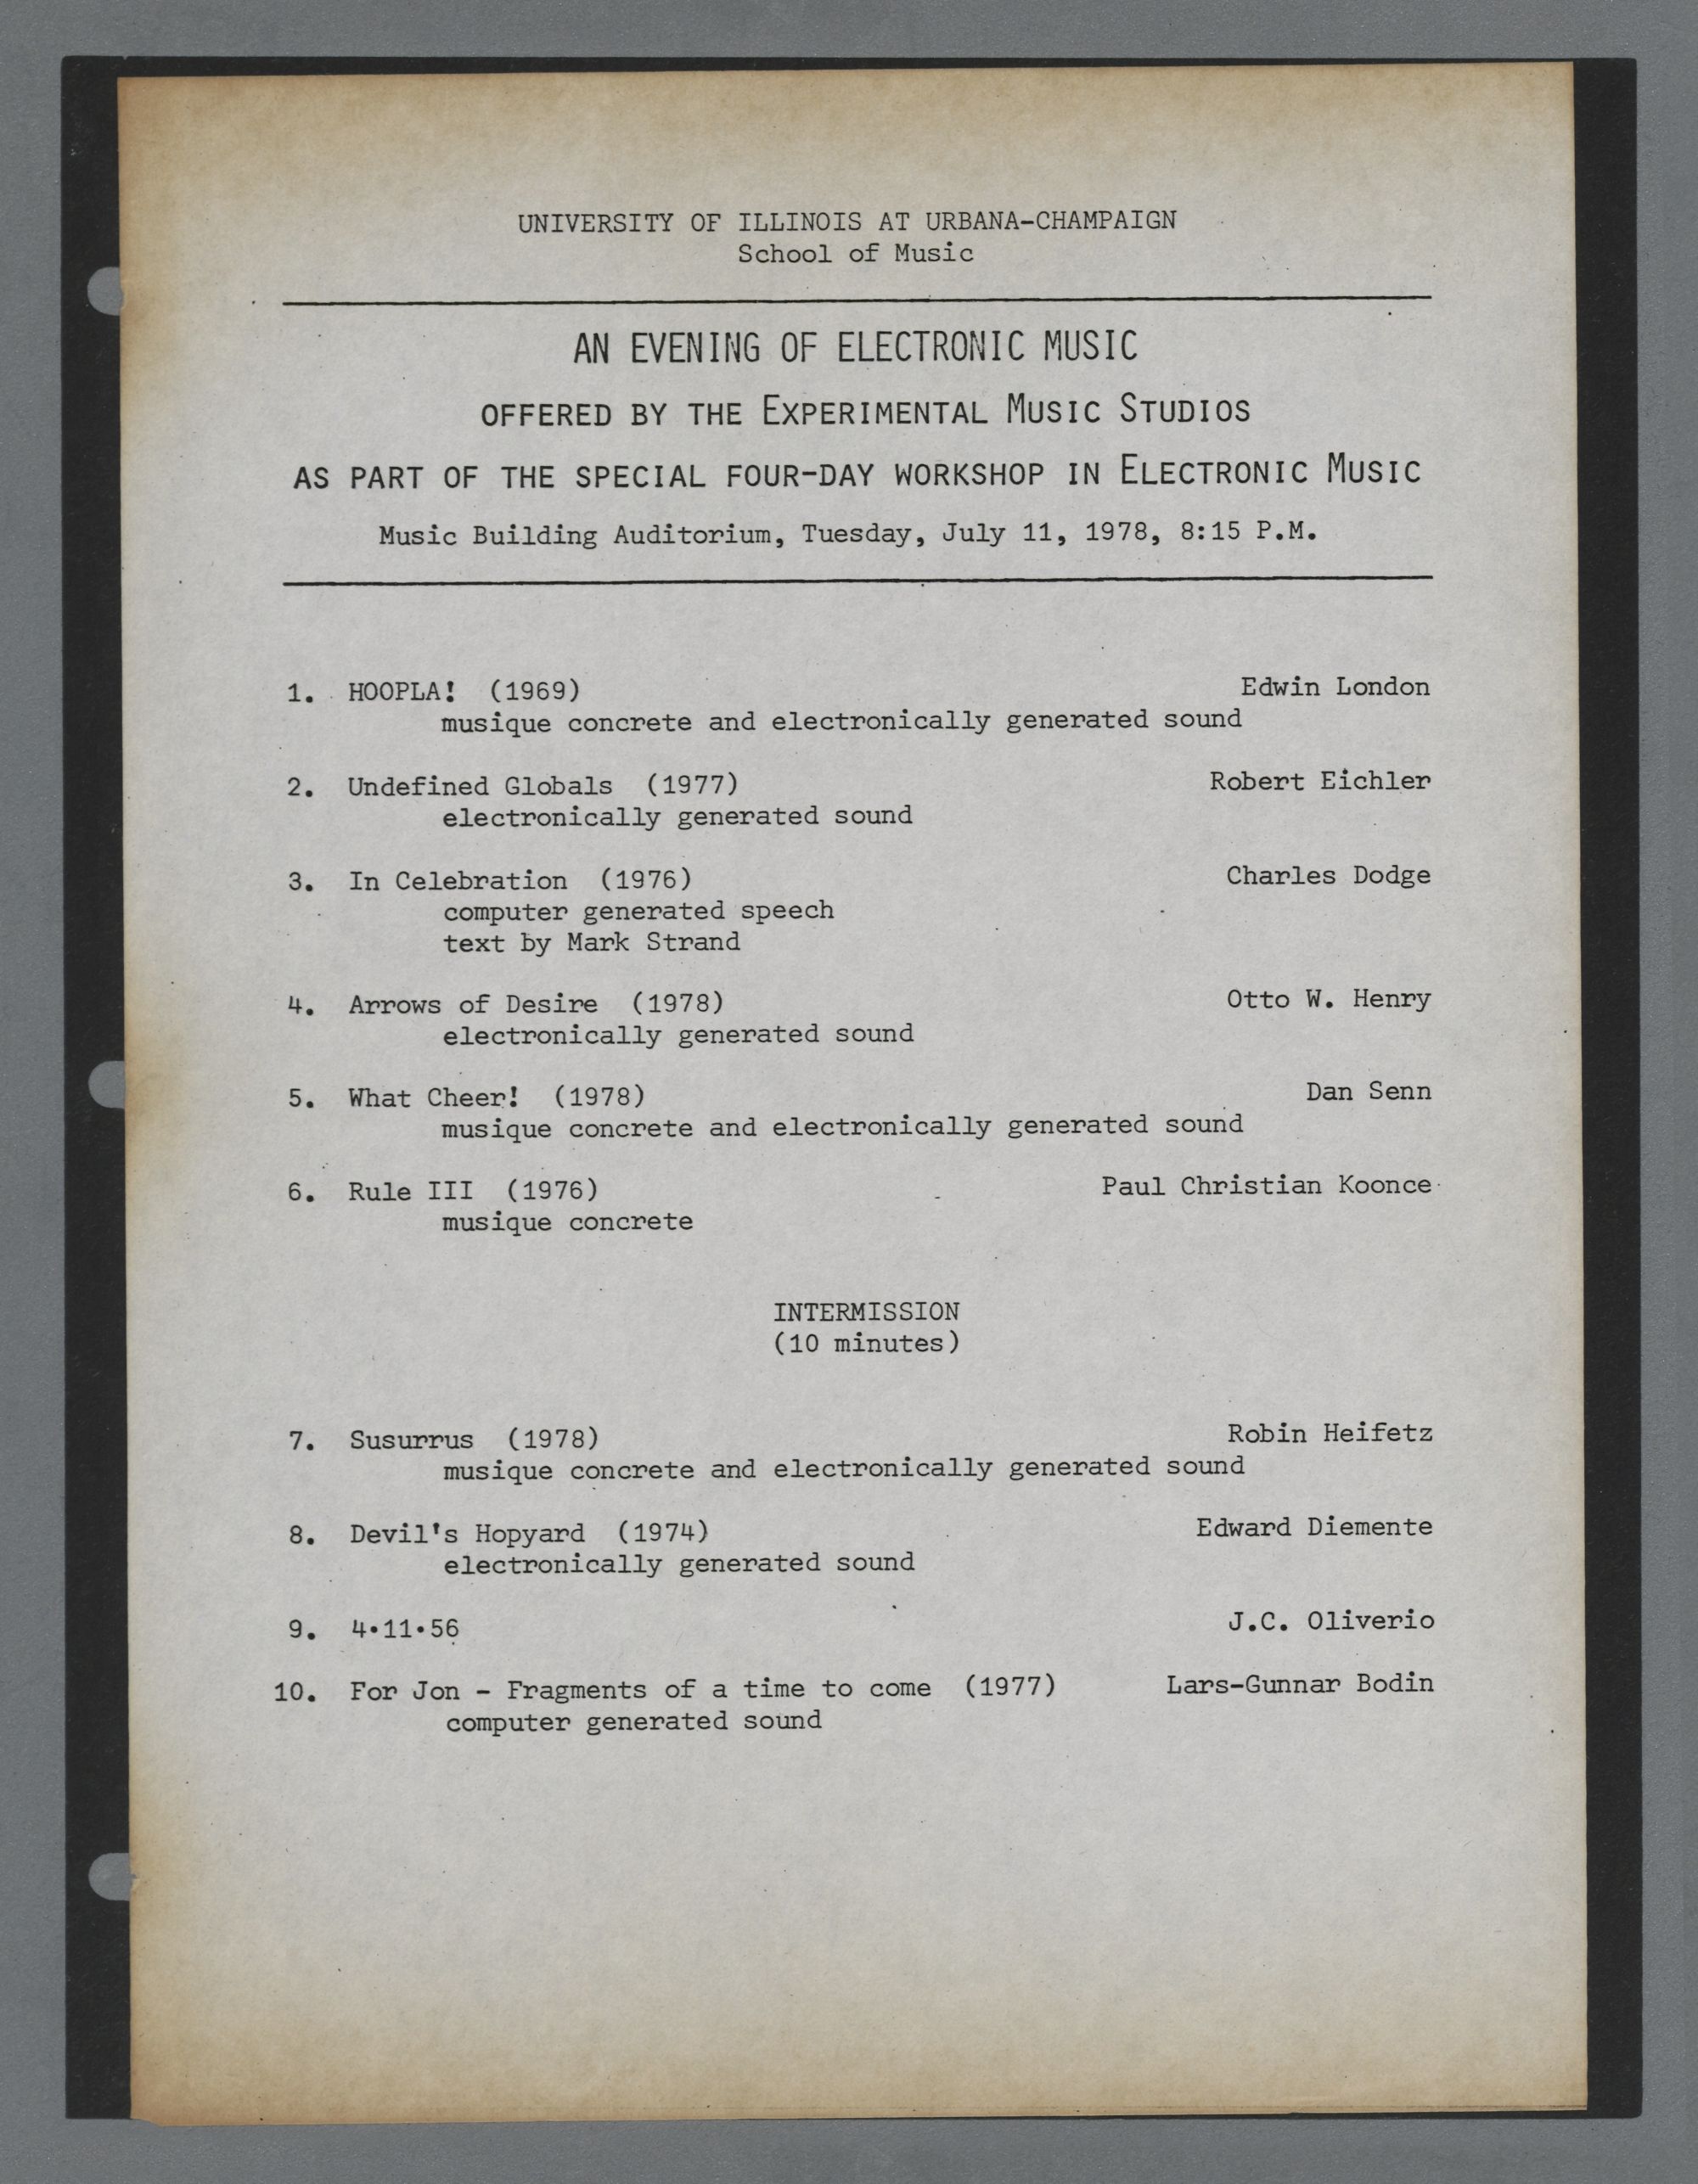 UNIVERSITY OF ILLINOIS AT URBANA-CHAMPAIGN
School of Music
AN EVENING OF ELECTRONIC MUSIC
OFFERED BY THE EXPERIMENTAL MUSIC STUDIOS
AS PART OF THE SPECIAL FOUR-DAY WORKSHOP IN ELECTRONIC MUSIC
Music Building Auditorium, Tuesday, July 11, 1978, 8:15 P.M.
1. HOOPLA! (1969) Edwin London
musique concrete and electronically generated sound
2. Undefined Globals (1977) Robert Eichler
electronically generated sound
3. In Celebration (1976) Charles Dodge
computer generated speech
text by Mark Strand
4. Arrows of Desire (1978) Otto W. Henry
electronically generated sound
5. What Cheer! (1978) Dan Senn
musique concrete and electronically generated sound
6. Rule III (1976) Paul Christian Koonce
musique concrete
INTERMISSION
(10 minutes)
7. Susurrus (1978) Robin Heifetz
musique concrete and electronically generated sound
8. Devil's Hopyard (1974) Edward Diemente
electronically generated sound
9. 4•11•56 J.C. Oliverio
10. For Jon - Fragments of a time to come (1977) Lars-Gunnar Bodin
computer generated sound